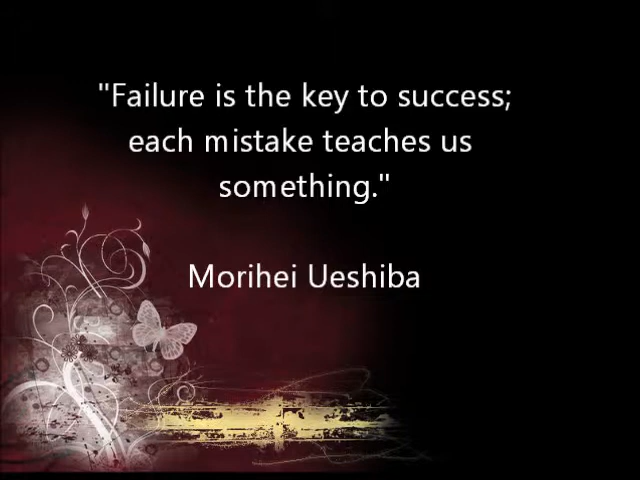 "Failure is the key to success;
each mistake teaches us
something."
Morihei Ueshiba